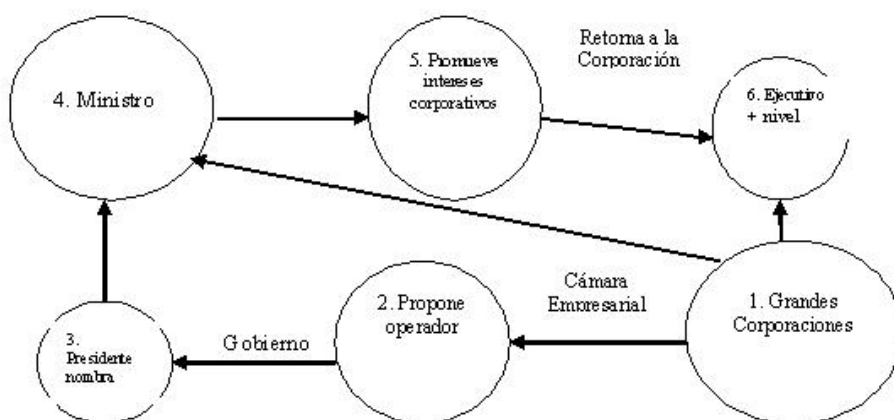 4. Ministro
5. Promueve
intereses
corporativos
Retorna a la
Corporación
6. Ejecutivo
+ nivel
3.
Presidente
nombra
Gobierno
2. Propone
operador
Cámara
Empresarial
1. Grandes
Corporaciones